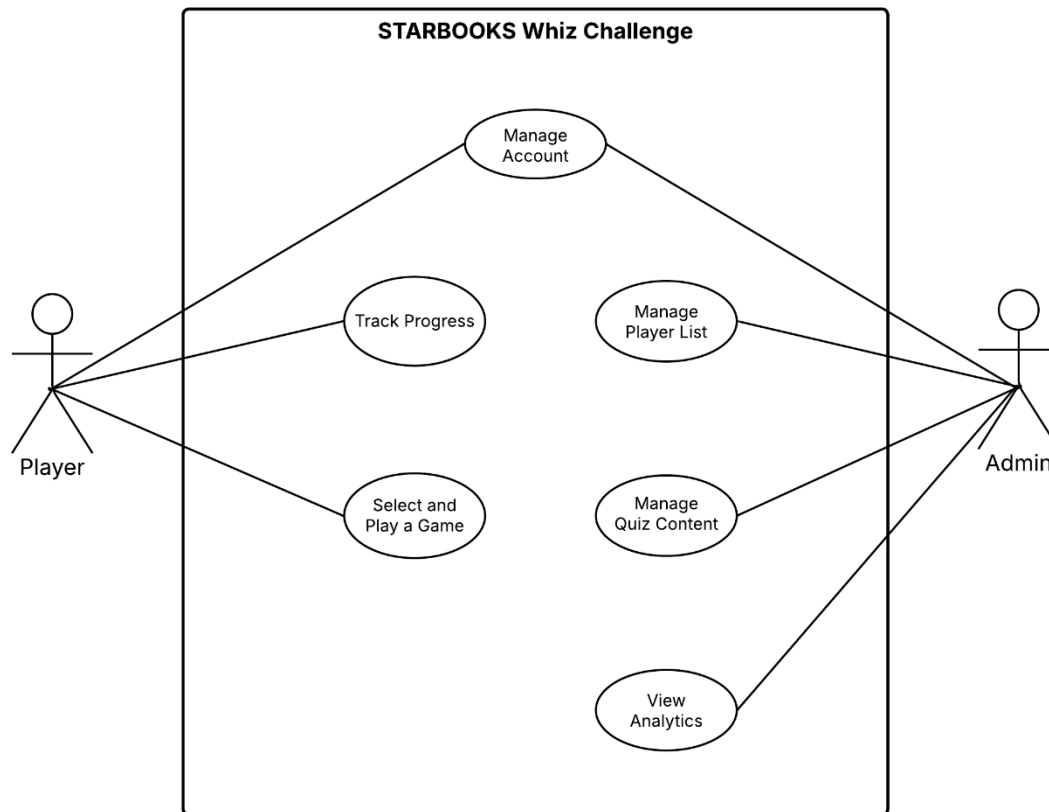 STARBOOKS Whiz Challenge
Manage
Account
Track Progress
Manage
Player List
Player
Admin
Select and
Play a Game
Manage
Quiz Content
View
Analytics